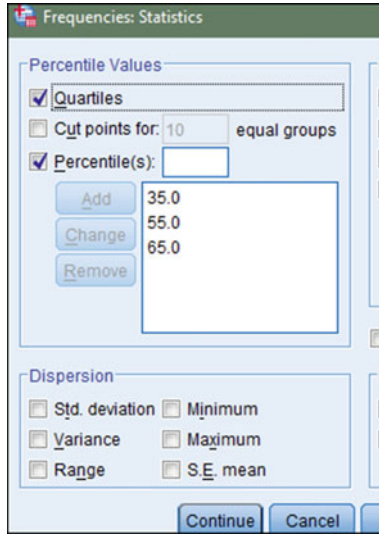 Frequencies: Statistics
Percentile Values
Quartiles
Cut points for: 10 equal groups
Percentile(s):
Add
Change
Remove
35.0
55.0
65.0
Dispersion
Std. deviation Minimum
Variance Maximum
Range S.E. mean
Continue Cancel